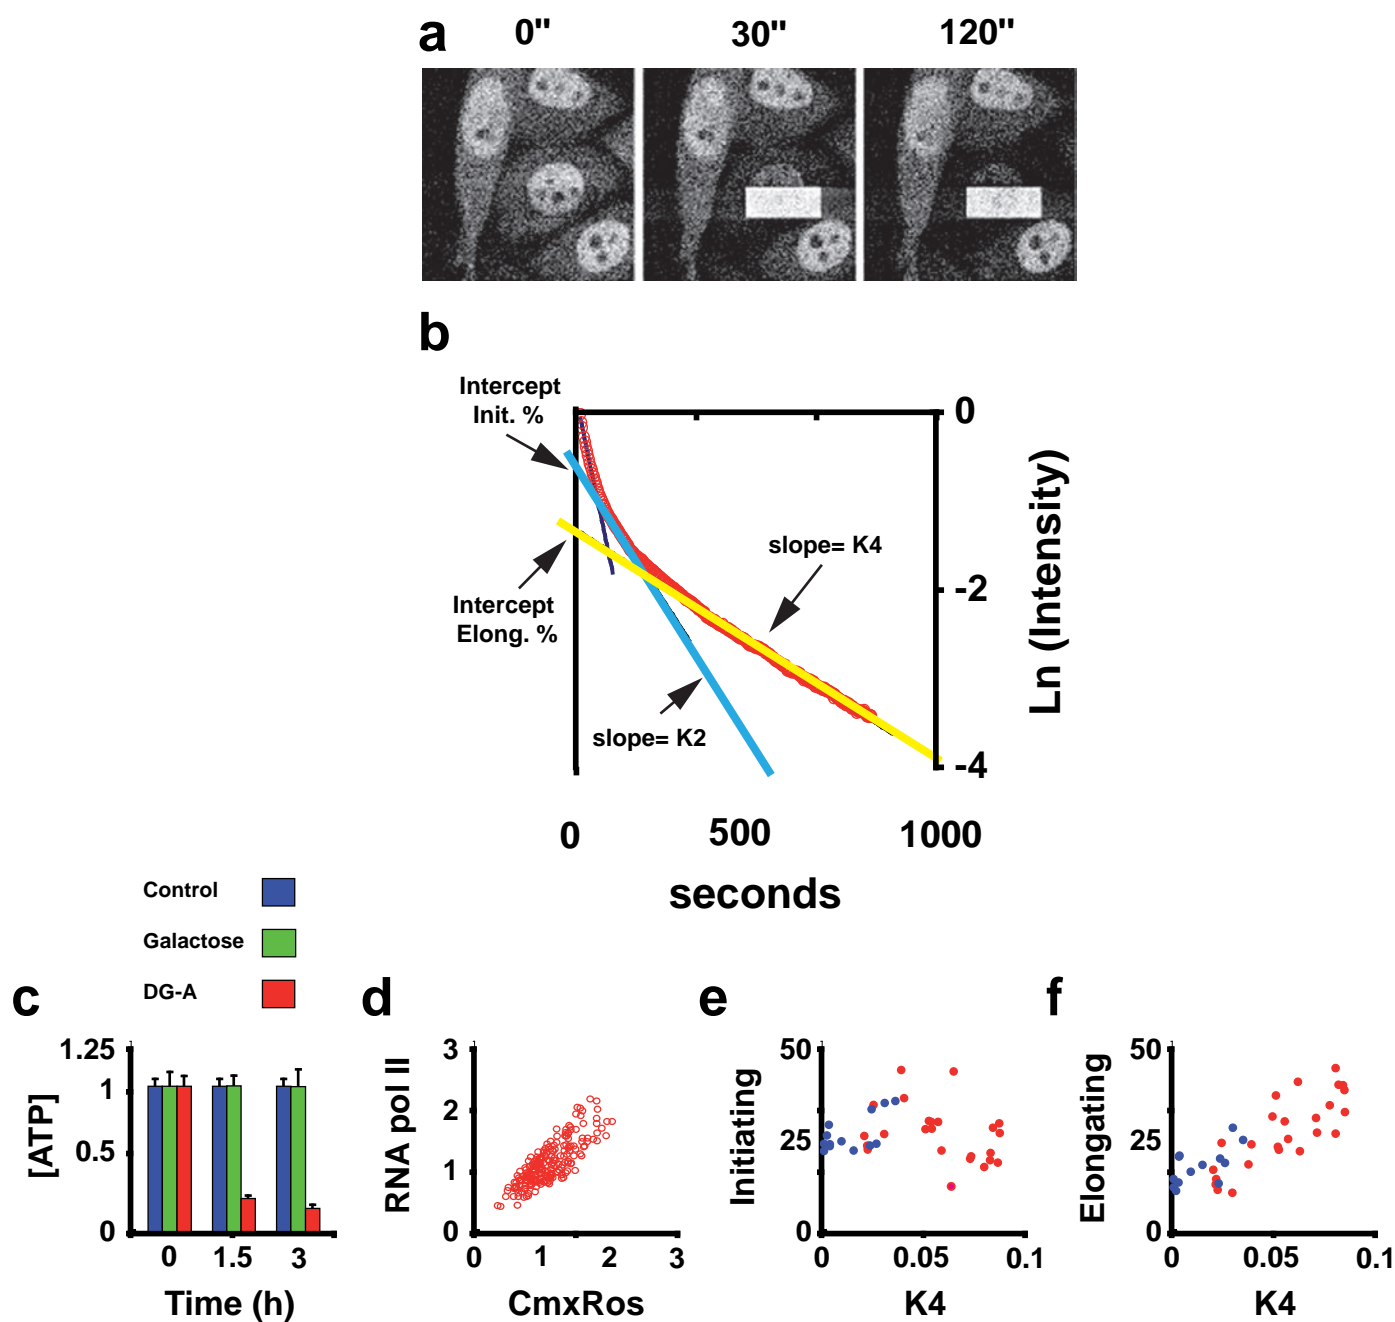 a
0" 30" 120"
b
Intercept
Init. %
Intercept
Elong. %
slope= K4
slope= K2
0
-2
-4
Ln (Intensity)
0 500 1000
seconds
Control
Galactose
DG-A
c
1.25
1
0.5
0
[ATP]
0 1.5 3
Time (h)
d
3
2
1
0
RNA pol II
0 1 2 3
CmxRos
e
50
25
0
Initiating
0 0.05 0.1
K4
f
50
25
0
Elongating
0 0.05 0.1
K4